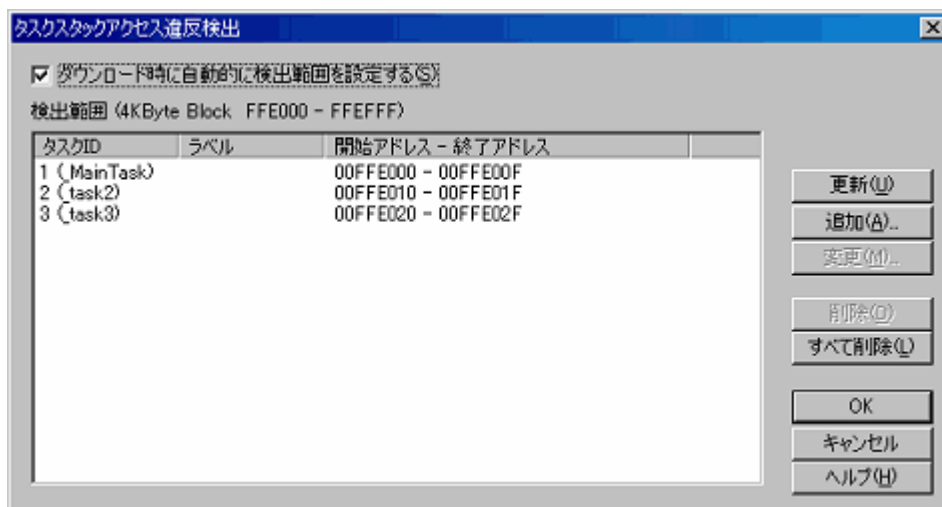 タスクスタックアクセス違反検出
ダウンロード時に自動的に検出範囲を設定する(S)
検出範囲 (4KByte Block FFE000 - FFEFFF)
タスクID ラベル 開始アドレス - 終了アドレス
1 (_MainTask) 00FFE000 - 00FFE00F
2 (_task2) 00FFE010 - 00FFE01F
3 (_task3) 00FFE020 - 00FFE02F
更新(U)
追加(A)...
変更(M)...
削除(D)
すべて削除(L)
OK
キャンセル
ヘルプ(H)